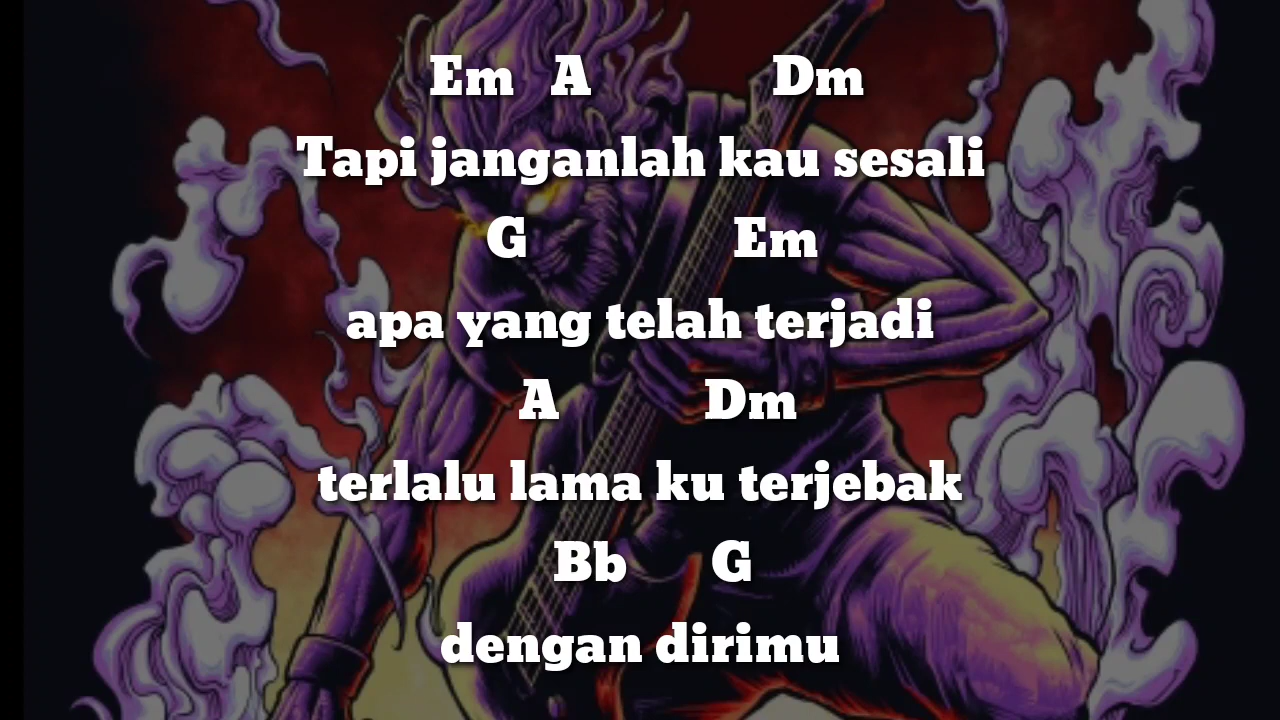 Em A Dm
Tapi janganlah kau sesali
G Em
apa yang telah terjadi
A Dm
terlalu lama ku terjebak
Bb G
dengan dirimu